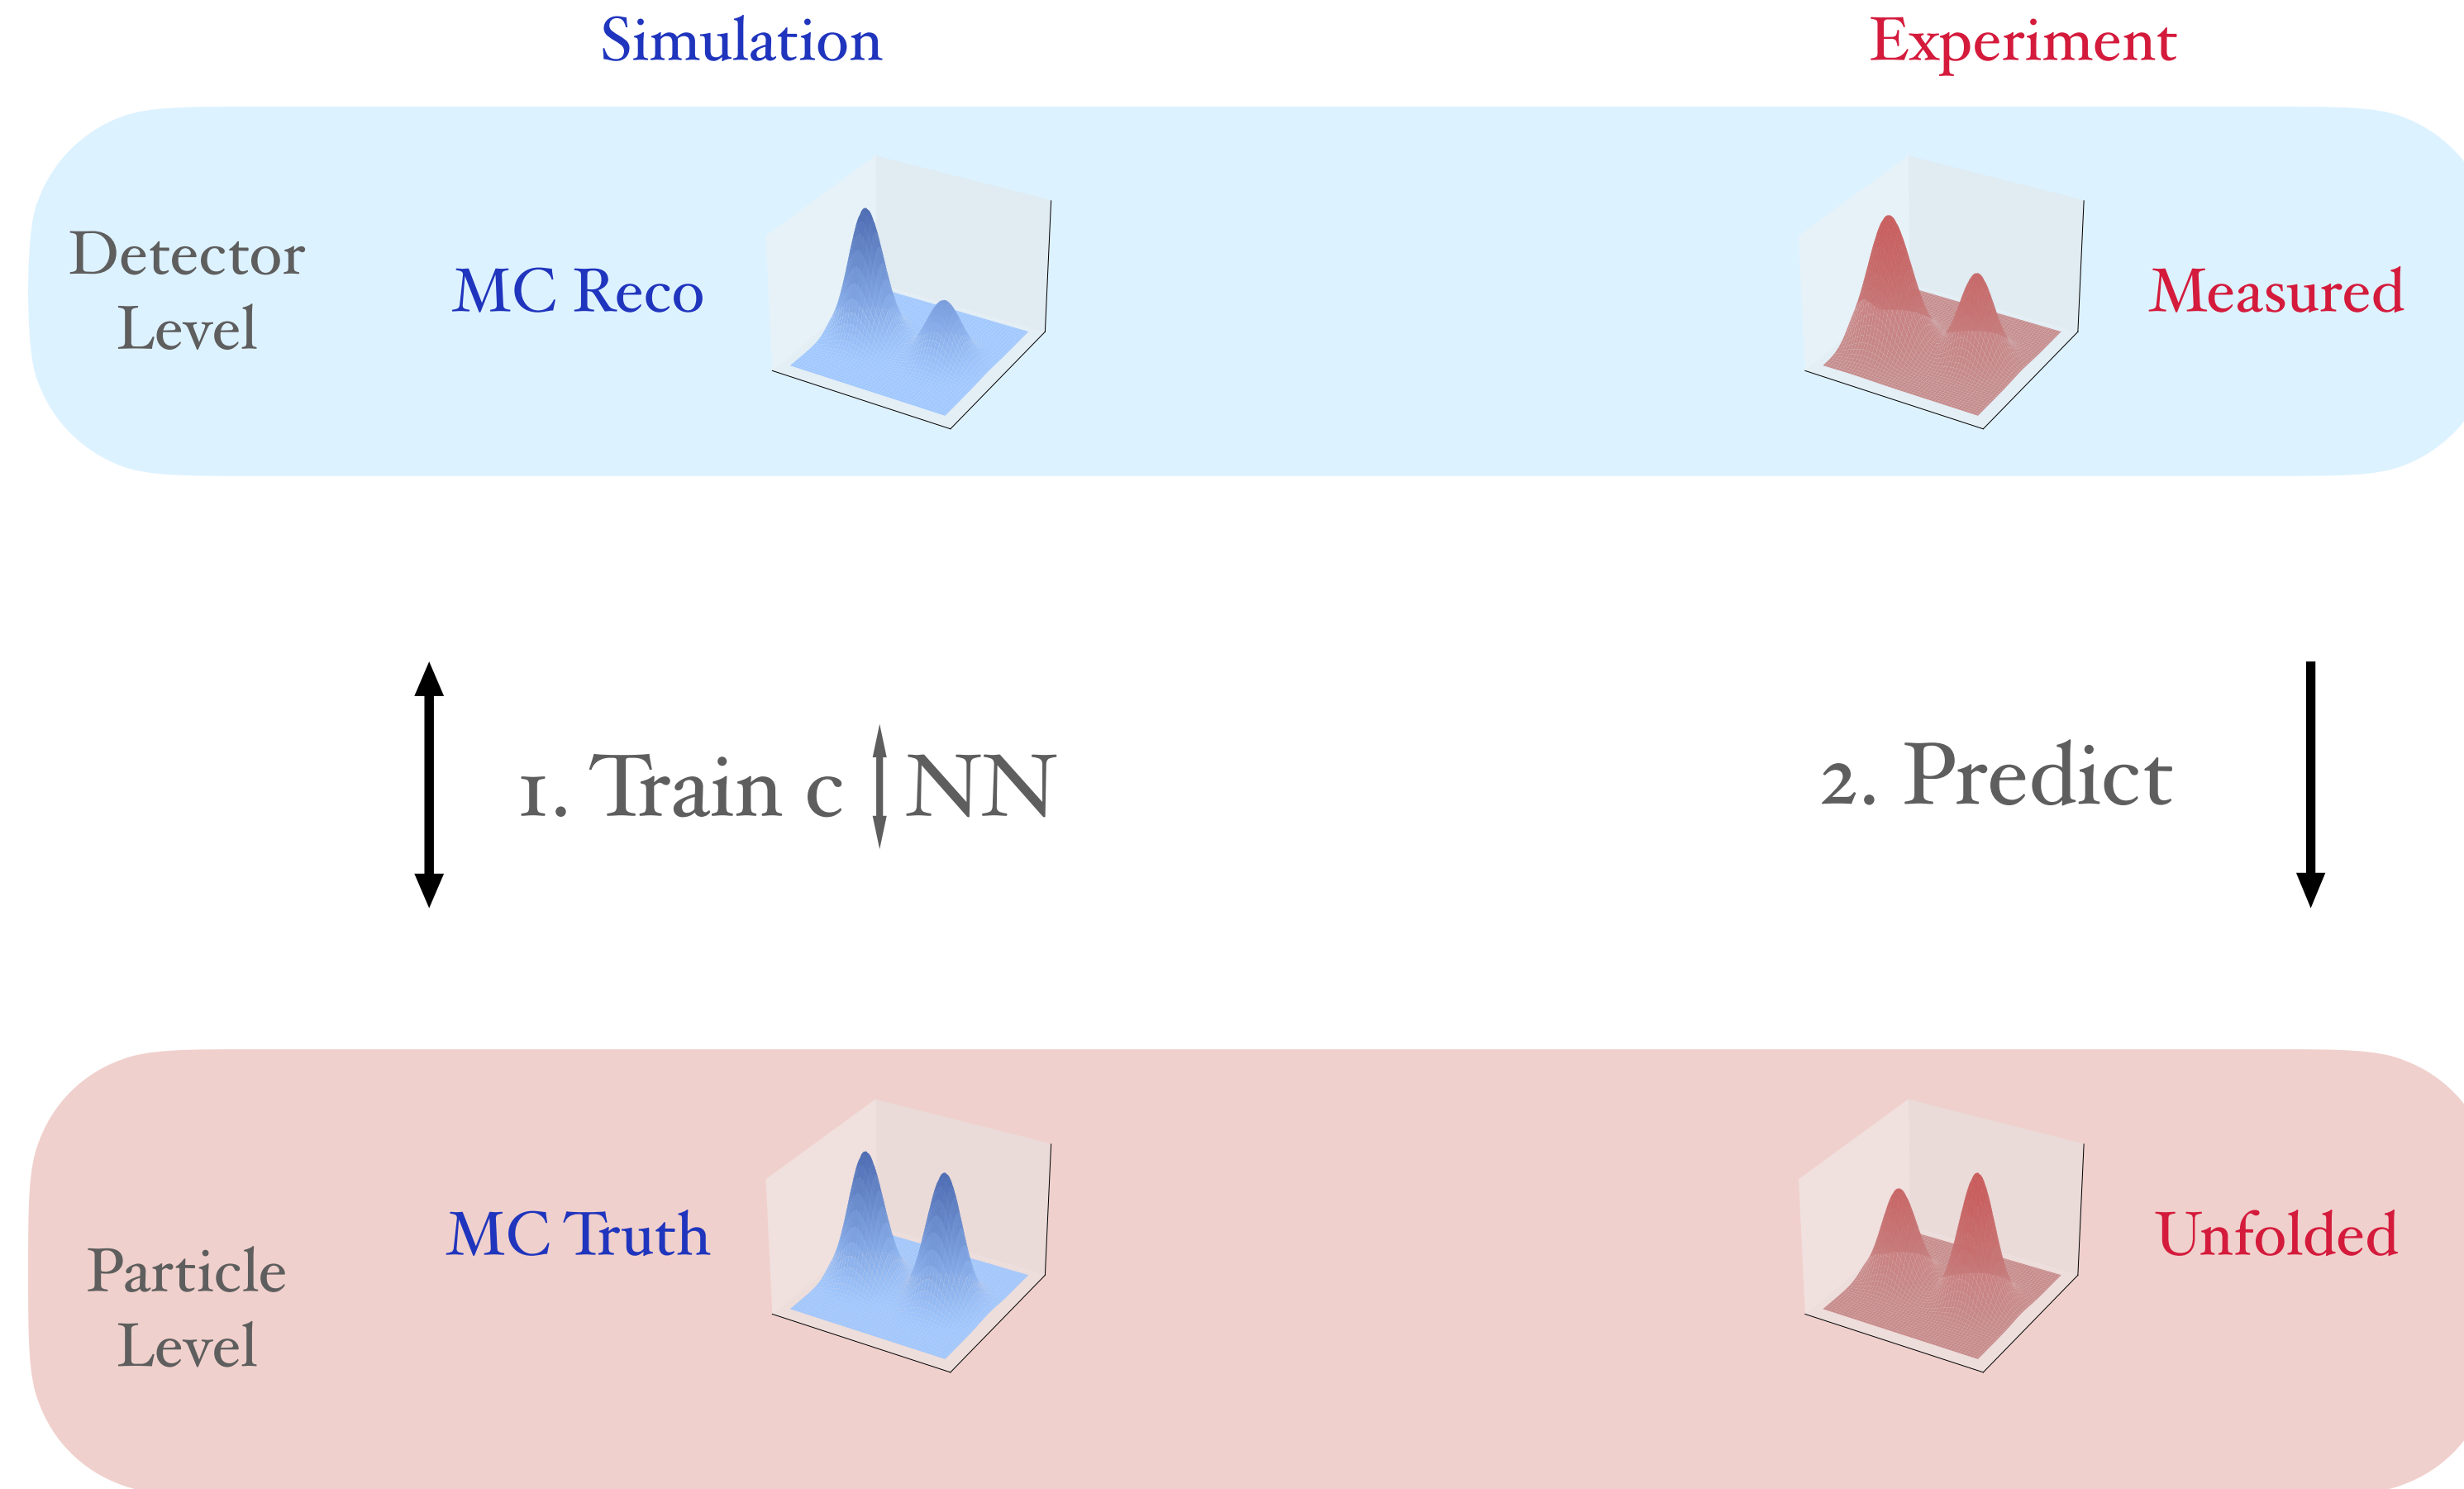 Simulation
Experiment
Detector
Level
MC Reco
Measured
1. Train c↕NN
2. Predict
MC Truth
Unfolded
Particle
Level